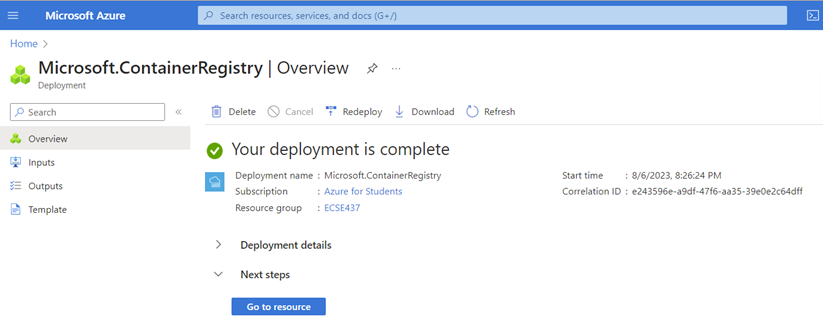 Microsoft Azure
Search resources, services, and docs (G+/)
Home
Microsoft.ContainerRegistry | Overview
Deployment
Search
Delete
Cancel
Redeploy
Download
Refresh
Overview
Inputs
Outputs
Template
Your deployment is complete
Deployment name : Microsoft.ContainerRegistry
Subscription : Azure for Students
Resource group : ECSE437
Start time : 8/6/2023, 8:26:24 PM
Correlation ID : e243596e-a9df-47f6-aa35-39e0e2c64dff
Deployment details
Next steps
Go to resource